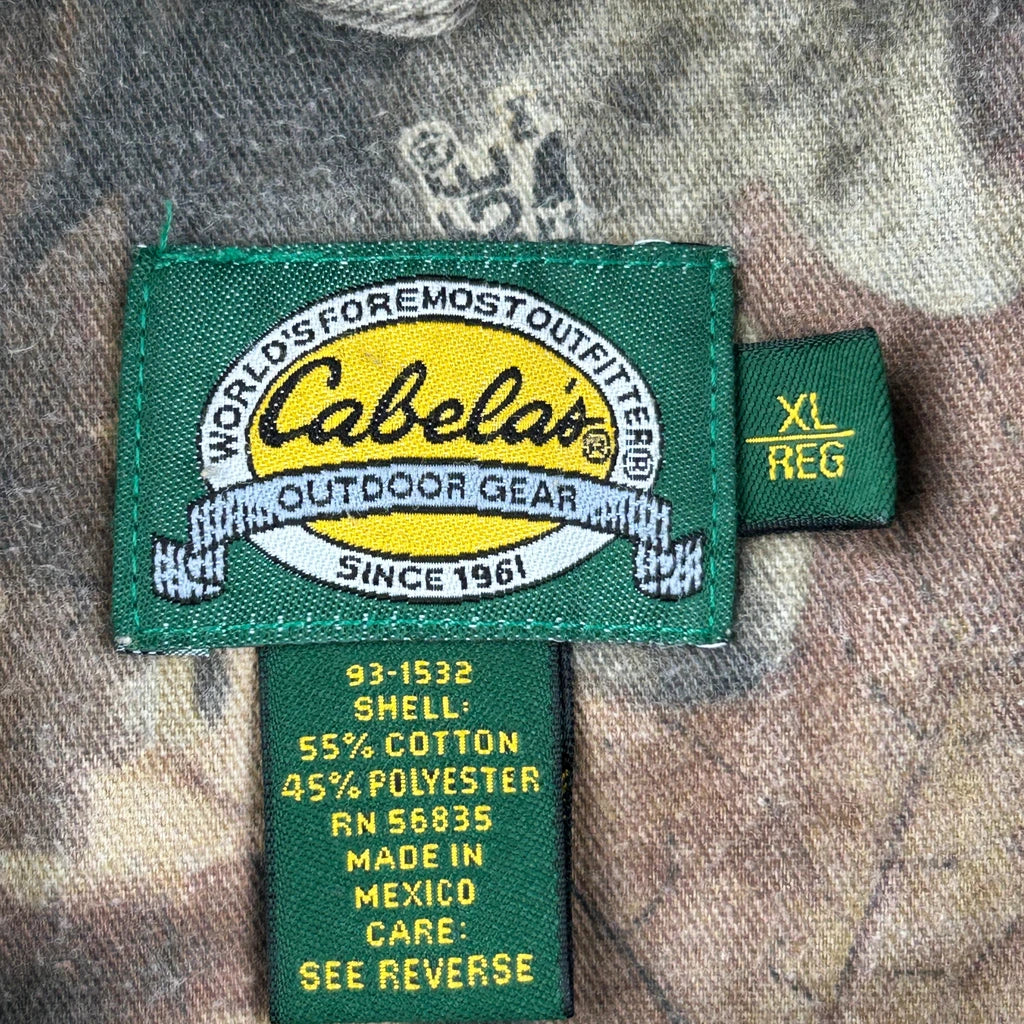 WORLD'S FOREMOST OUTFITTER®
Cabela's®
OUTDOOR GEAR
SINCE 1961
XL
REG
93-1532
SHELL:
55% COTTON
45% POLYESTER
RN 56835
MADE IN
MEXICO
CARE:
SEE REVERSE